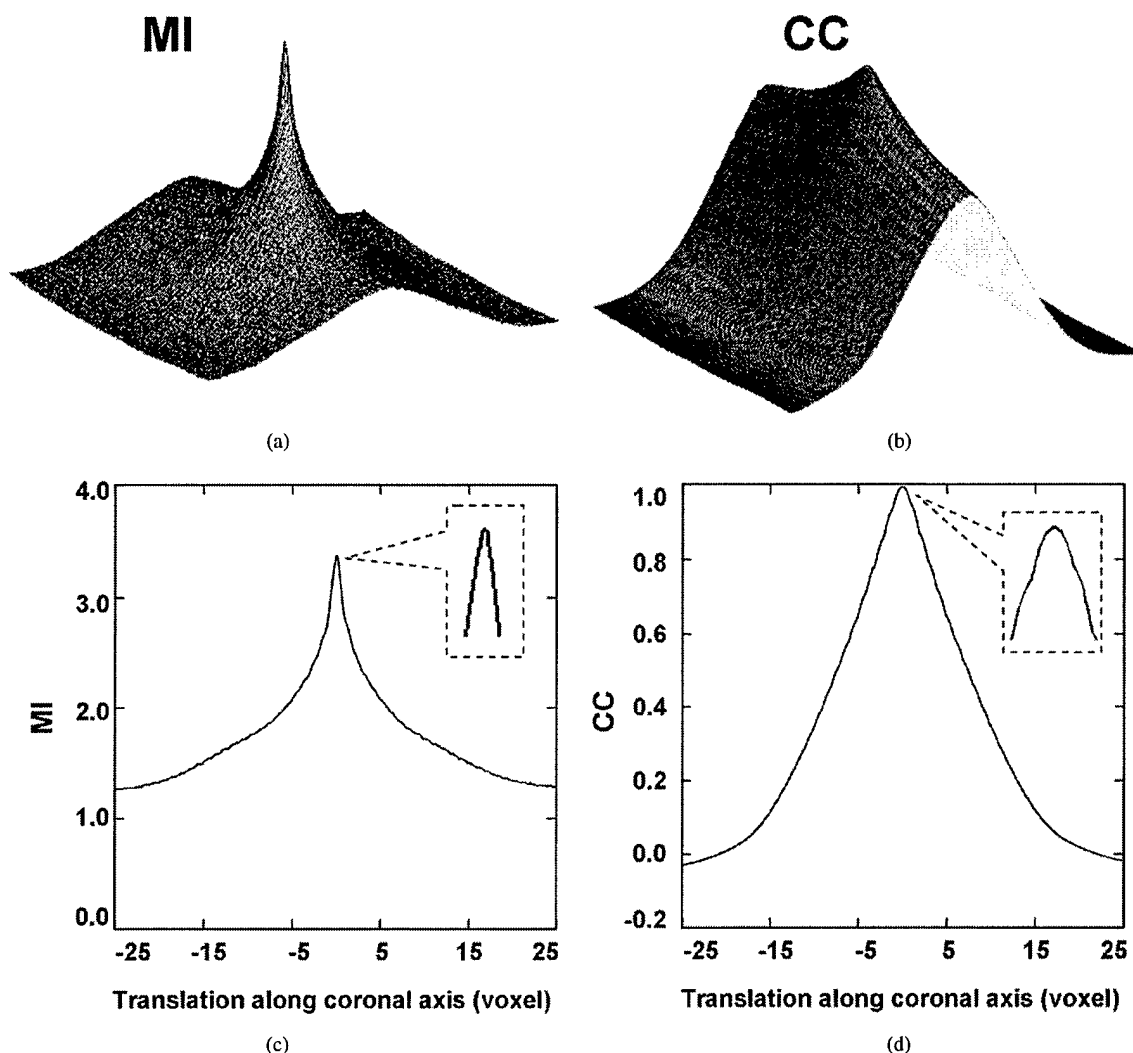 MI
CC
(a)
(b)
4.0
3.0
2.0
1.0
0.0
MI
-25 -15 -5 5 15 25
Translation along coronal axis (voxel)
(c)
1.0
0.8
0.6
0.4
0.2
0.0
-0.2
CC
-25 -15 -5 5 15 25
Translation along coronal axis (voxel)
(d)